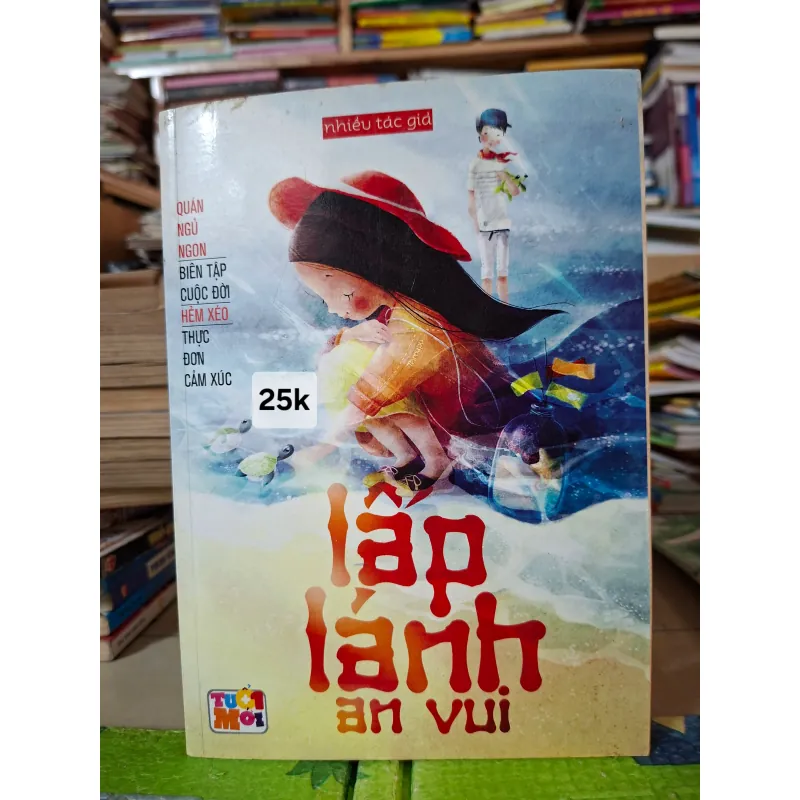 nhiều tác giả
QUÁN
NGỦ
NGON
BIÊN TẬP
CUỘC ĐỜI
HẺM XÉO
THỰC
ĐƠN
CẢM XÚC
25k
lấp
lánh
an vui
TUỔI
MỚI